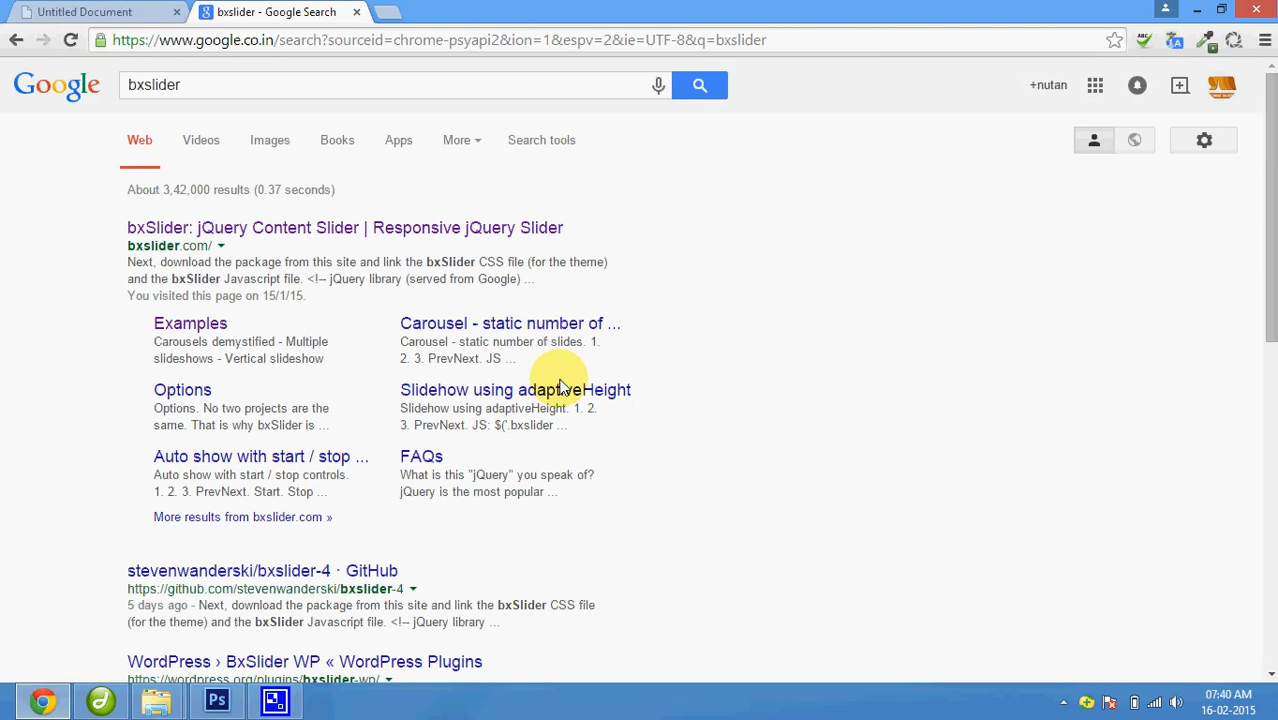 Untitled Document
bxslider - Google Search
https://www.google.co.in/search?sourceid=chrome-psyapi2&ion=1&espv=2&ie=UTF-8&q=bxslider
ABC
Google
bxslider
+nutan
Web Videos Images Books Apps More Search tools
About 3,42,000 results (0.37 seconds)
bxSlider: jQuery Content Slider | Responsive jQuery Slider
bxslider.com/
Next, download the package from this site and link the bxSlider CSS file (for the theme)
and the bxSlider Javascript file. <!-- jQuery library (served from Google) ...
You visited this page on 15/1/15.
Examples
Carousels demystified - Multiple
slideshows - Vertical slideshow
Carousel - static number of ...
Carousel - static number of slides. 1.
2. 3. PrevNext. JS ...
Options
Options. No two projects are the
same. That is why bxSlider is ...
Slidehow using adaptiveHeight
Slidehow using adaptiveHeight. 1. 2.
3. PrevNext. JS: $('.bxslider ...
Auto show with start / stop ...
Auto show with start / stop controls.
1. 2. 3. PrevNext. Start. Stop ...
FAQs
What is this "jQuery" you speak of?
jQuery is the most popular ...
More results from bxslider.com »
stevenwanderski/bxslider-4 · GitHub
https://github.com/stevenwanderski/bxslider-4
5 days ago - Next, download the package from this site and link the bxSlider CSS file
(for the theme) and the bxSlider Javascript file. <!-- jQuery library ...
WordPress › BxSlider WP « WordPress Plugins
https://wordpress.org/plugins/bxslider-wp/
Ps
07:40 AM
16-02-2015